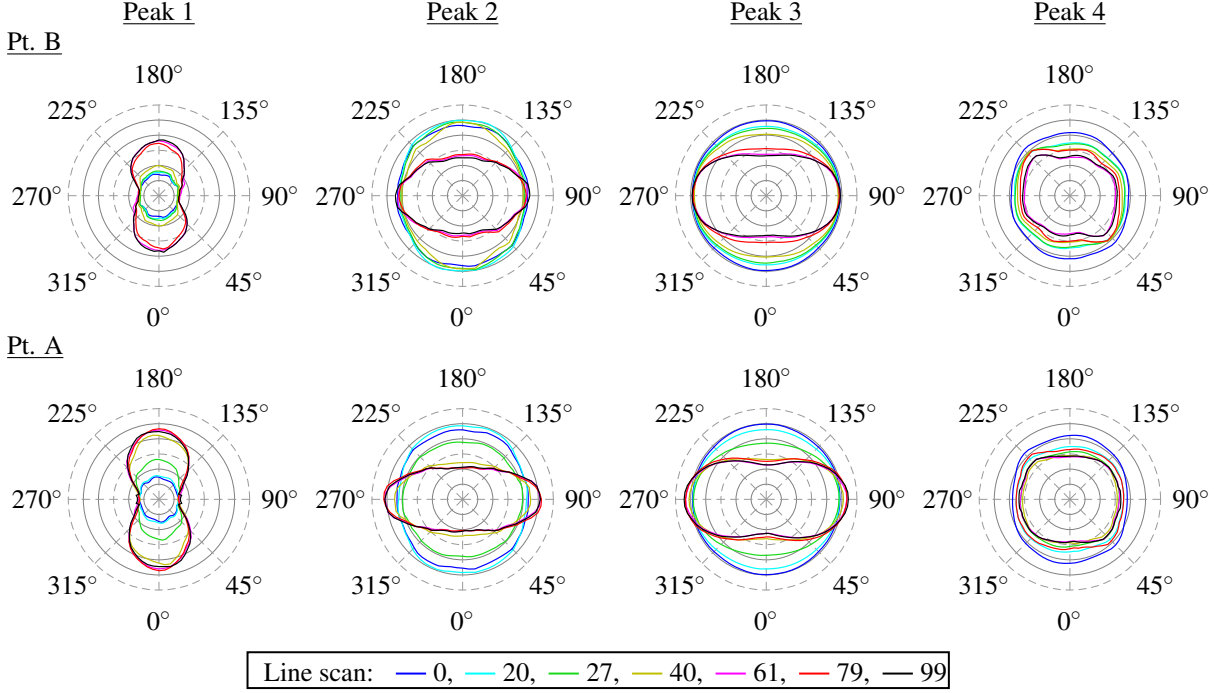 Peak 1 Peak 2 Peak 3 Peak 4
Pt. B
180° 180° 180° 180°
225° 135° 225° 135° 225° 135° 225° 135°
270° 90° 270° 90° 270° 90° 270° 90°
315° 45° 315° 45° 315° 45° 315° 45°
0° 0° 0° 0°
Pt. A
180° 180° 180° 180°
225° 135° 225° 135° 225° 135° 225° 135°
270° 90° 270° 90° 270° 90° 270° 90°
315° 45° 315° 45° 315° 45° 315° 45°
0° 0° 0° 0°
Line scan: 0, 20, 27, 40, 61, 79, 99